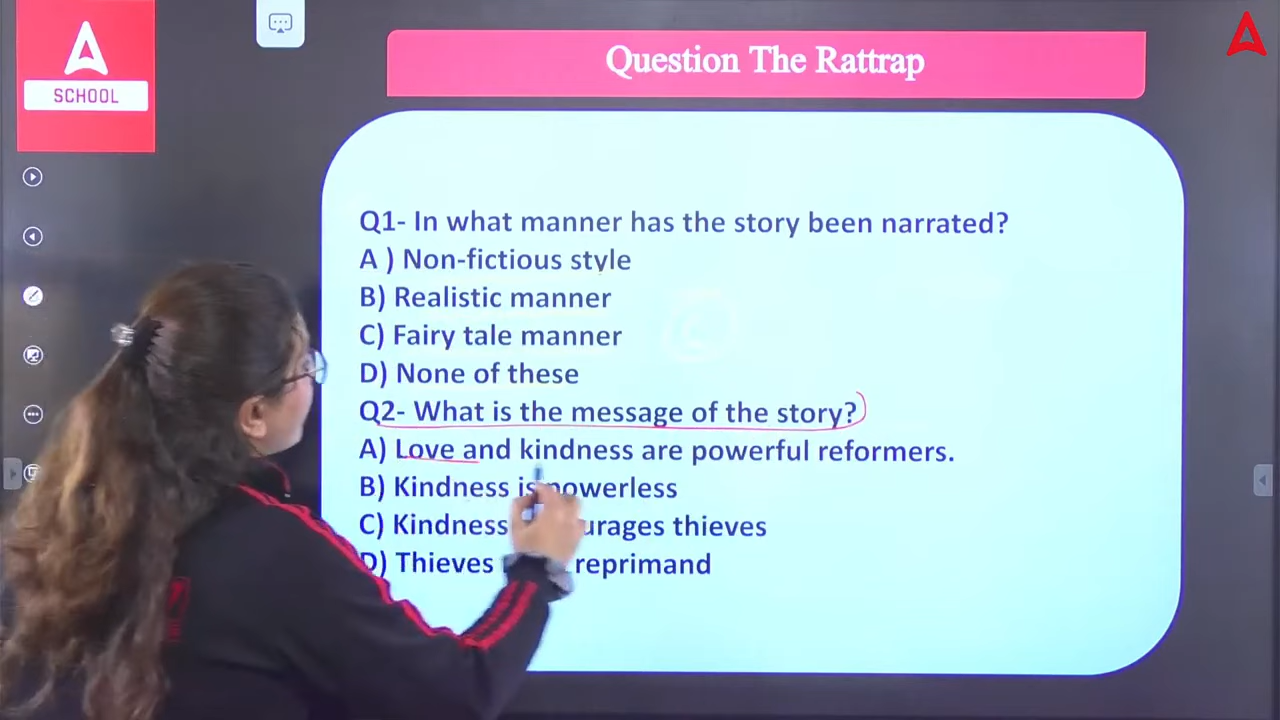 SCHOOL
Question The Rattrap
Q1- In what manner has the story been narrated?
A ) Non-fictious style
B) Realistic manner
C) Fairy tale manner
D) None of these
Q2- What is the message of the story?
A) Love and kindness are powerful reformers.
B) Kindness is powerless
C) Kindness thieves
D) Thieves reprimand